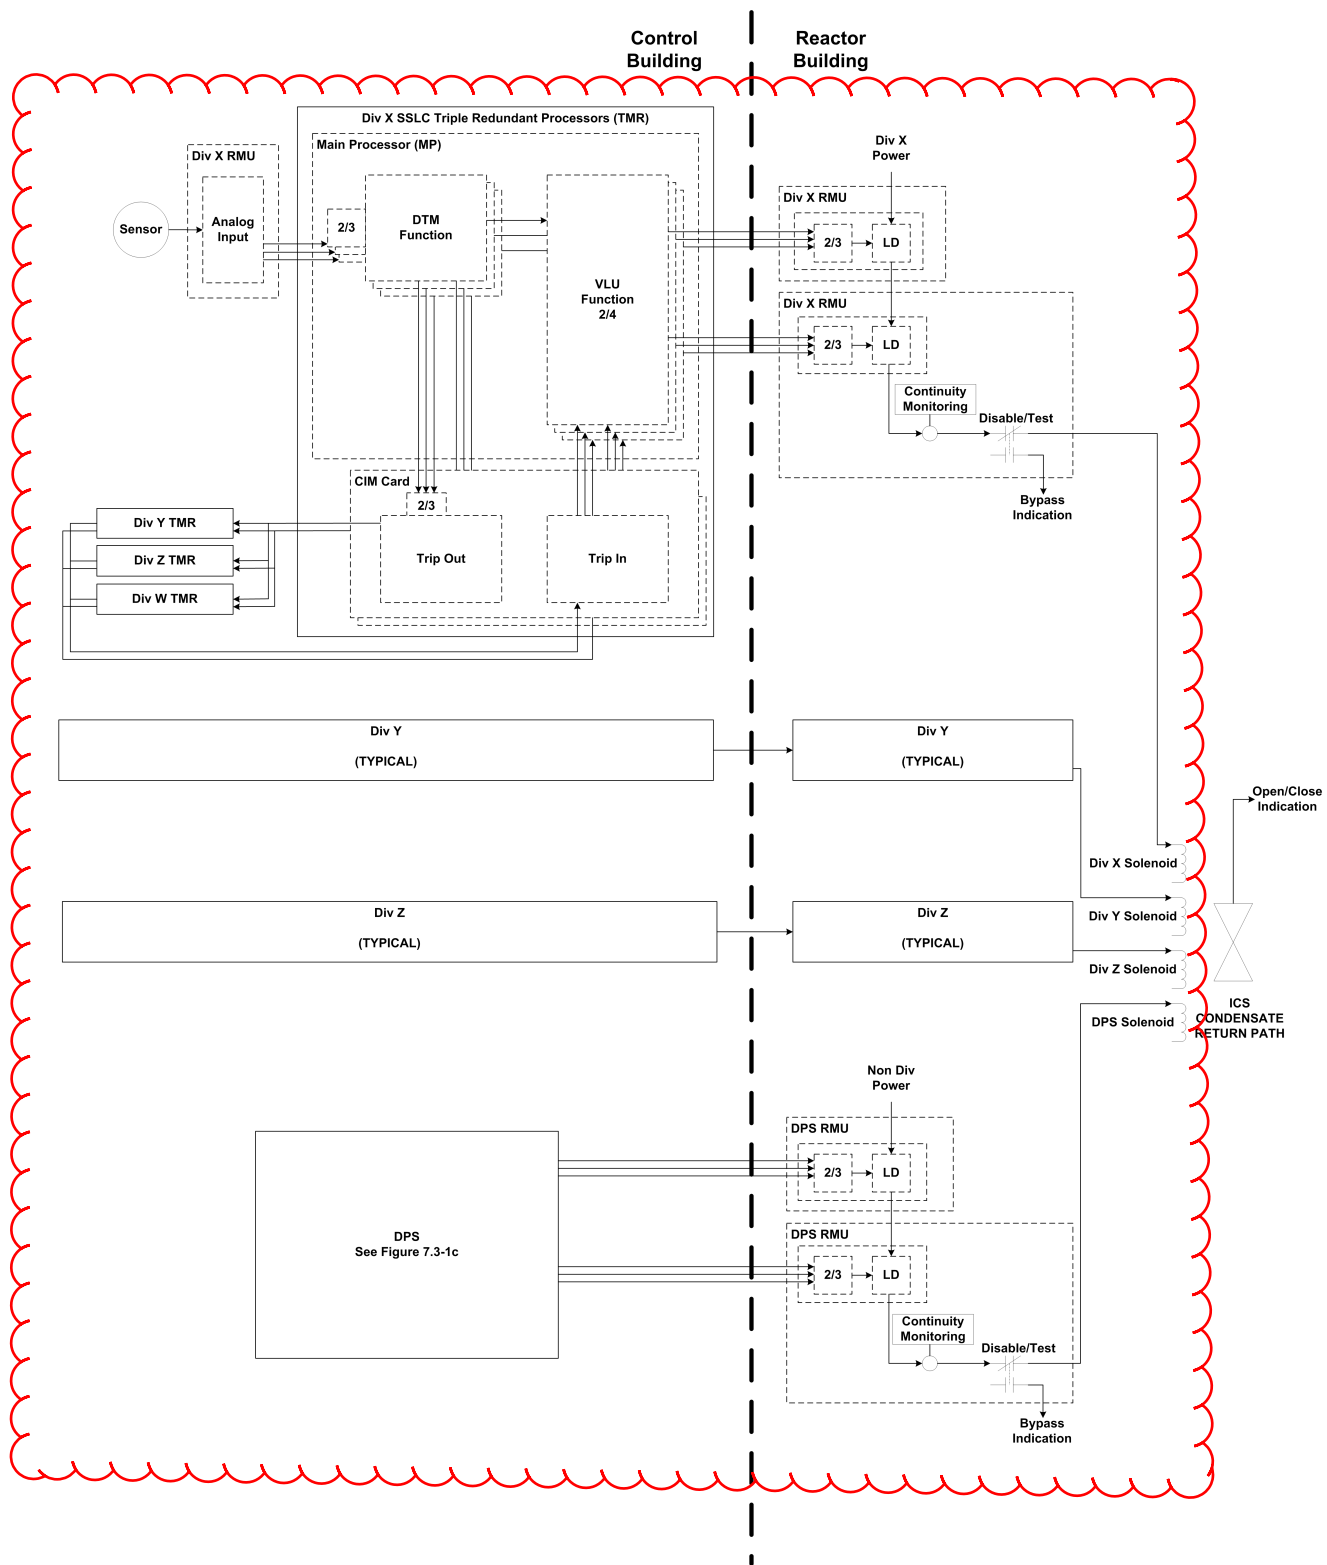 Control
Building
Reactor
Building
Div X SSLC Triple Redundant Processors (TMR)
Main Processor (MP)
Div X RMU
Analog
Input
Sensor
2/3
DTM
Function
VLU
Function
2/4
CIM Card
2/3
Trip Out
Trip In
Div Y TMR
Div Z TMR
Div W TMR
Div X
Power
Div X RMU
2/3
LD
Div X RMU
2/3
LD
Continuity
Monitoring
Disable/Test
Bypass
Indication
Div Y
(TYPICAL)
Div Y
(TYPICAL)
Div Z
(TYPICAL)
Div Z
(TYPICAL)
Open/Close
Indication
Div X Solenoid
Div Y Solenoid
Div Z Solenoid
DPS Solenoid
ICS
CONDENSATE
RETURN PATH
Non Div
Power
DPS
See Figure 7.3-1c
DPS RMU
2/3
LD
DPS RMU
2/3
LD
Continuity
Monitoring
Disable/Test
Bypass
Indication